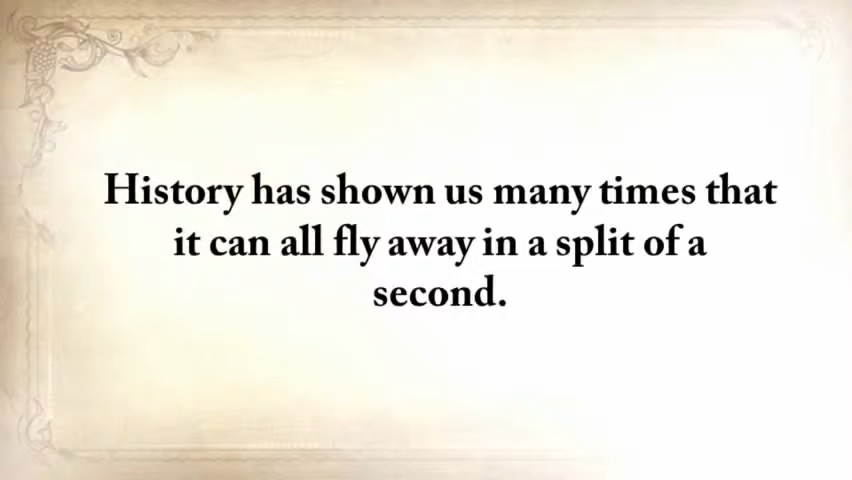 History has shown us many times that
it can all fly away in a split of a
second.